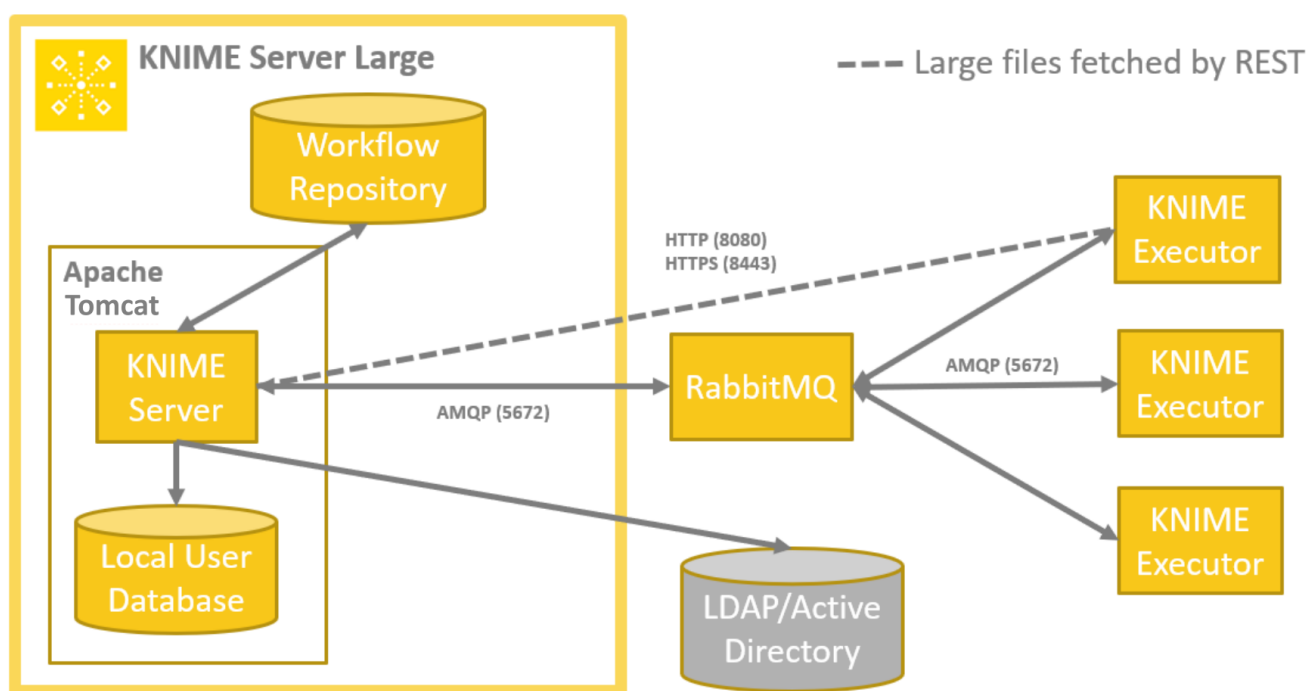 KNIME Server Large
Large files fetched by REST
Workflow
Repository
KNIME
Executor
HTTP (8080)
HTTPS (8443)
Apache
Tomcat
KNIME
Server
AMQP (5672)
RabbitMQ
AMQP (5672)
KNIME
Executor
KNIME
Executor
Local User
Database
LDAP/Active
Directory